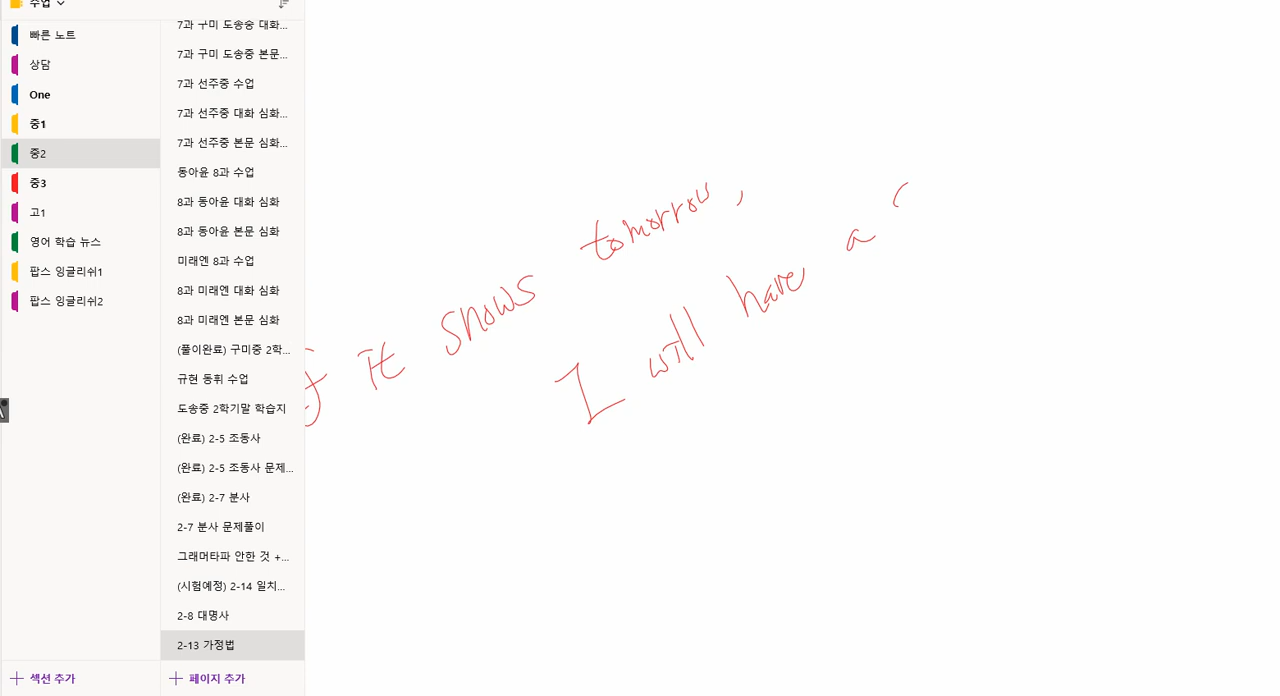 수업
빠른 노트
상담
One
중1
중2
중3
고1
영어 학습 뉴스
팝스 잉글리쉬1
팝스 잉글리쉬2
섹션 추가
7과 구미 도송중 대화...
7과 구미 도송중 본문...
7과 선주중 수업
7과 선주중 대화 심화...
7과 선주중 본문 심화...
동아윤 8과 수업
8과 동아윤 대화 심화
8과 동아윤 본문 심화
미래엔 8과 수업
8과 미래엔 대화 심화
8과 미래엔 본문 심화
(풀이완료) 구미중 2학...
규현 동휘 수업
도송중 2학기말 학습지
(완료) 2-5 조동사
(완료) 2-5 조동사 문제...
(완료) 2-7 분사
2-7 분사 문제풀이
그래머타파 안한 것 +...
(시험예정) 2-14 일치...
2-8 대명사
2-13 가정법
페이지 추가
it snows tomorrow,
I will have a